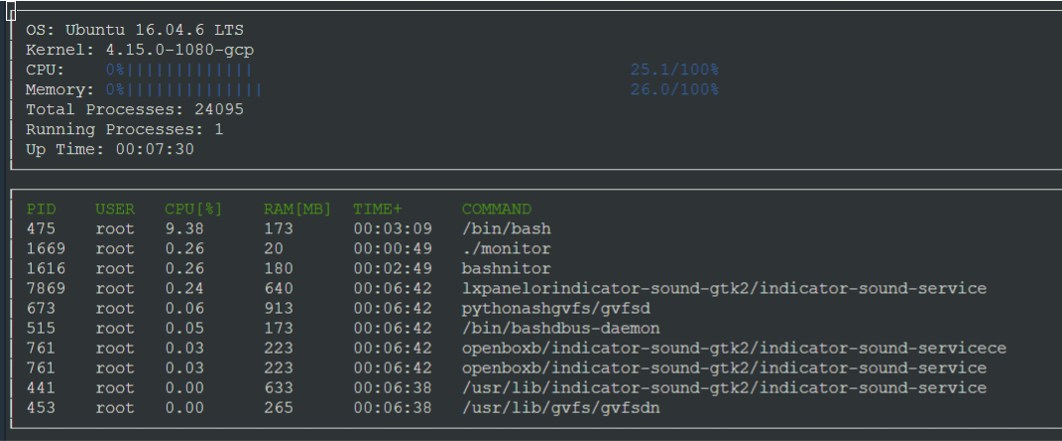 OS: Ubuntu 16.04.6 LTS
Kernel: 4.15.0-1080-gcp
CPU: 0%||||||||||||| 25.1/100%
Memory: 0%|||||||||||||| 26.0/100%
Total Processes: 24095
Running Processes: 1
Up Time: 00:07:30
PID USER CPU[%] RAM[MB] TIME+ COMMAND
475 root 9.38 173 00:03:09 /bin/bash
1669 root 0.26 20 00:00:49 ./monitor
1616 root 0.26 180 00:02:49 bashnitor
7869 root 0.24 640 00:06:42 lxpanelorindicator-sound-gtk2/indicator-sound-service
673 root 0.06 913 00:06:42 pythonashgvfs/gvfsd
515 root 0.05 173 00:06:42 /bin/bashdbus-daemon
761 root 0.03 223 00:06:42 openboxb/indicator-sound-gtk2/indicator-sound-servicece
761 root 0.03 223 00:06:42 openboxb/indicator-sound-gtk2/indicator-sound-service
441 root 0.00 633 00:06:38 /usr/lib/indicator-sound-gtk2/indicator-sound-service
453 root 0.00 265 00:06:38 /usr/lib/gvfs/gvfsdn